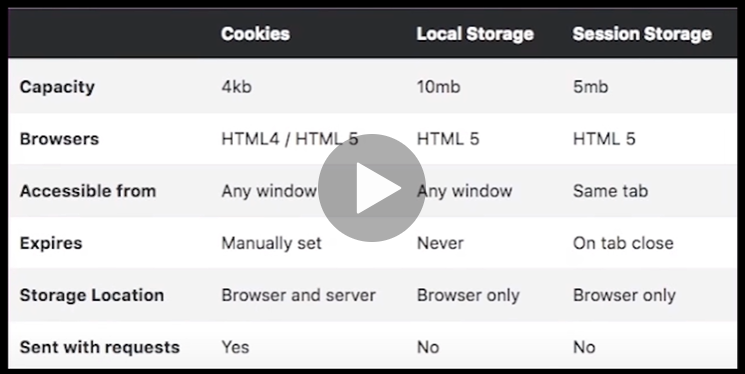 Cookies Local Storage Session Storage
Capacity 4kb 10mb 5mb
Browsers HTML4 / HTML 5 HTML 5 HTML 5
Accessible from Any window Any window Same tab
Expires Manually set Never On tab close
Storage Location Browser and server Browser only Browser only
Sent with requests Yes No No